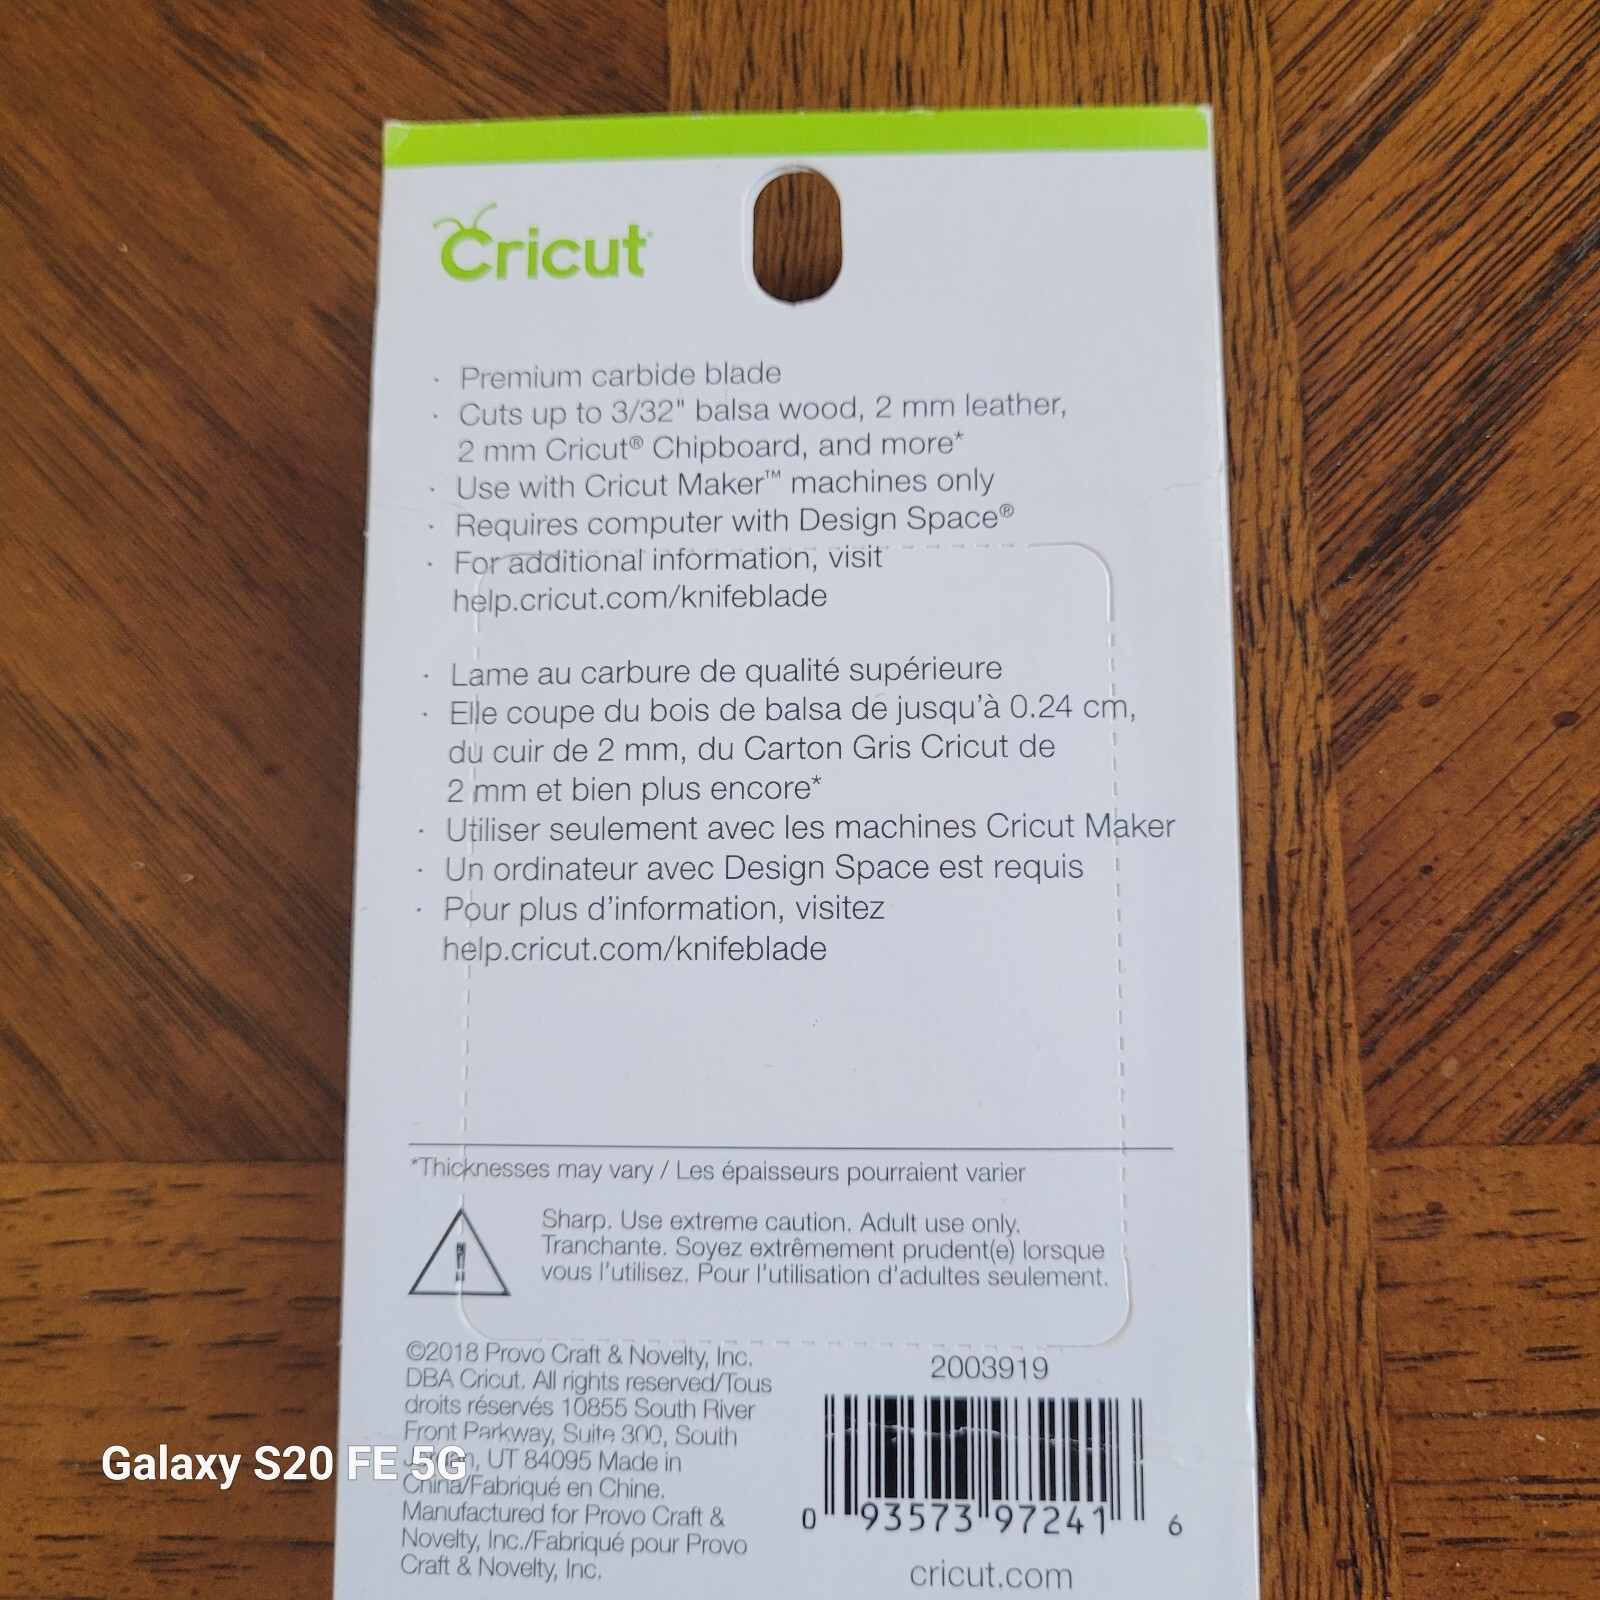 Cricut
· Premium carbide blade
· Cuts up to 3/32" balsa wood, 2 mm leather,
2 mm Cricut® Chipboard, and more*
· Use with Cricut Maker™ machines only
· Requires computer with Design Space®
· For additional information, visit
help.cricut.com/knifeblade
· Lame au carbure de qualité supérieure
· Elle coupe du bois de balsa de jusqu'à 0.24 cm,
du cuir de 2 mm, du Carton Gris Cricut de
2 mm et bien plus encore*
· Utiliser seulement avec les machines Cricut Maker
· Un ordinateur avec Design Space est requis
· Pour plus d'information, visitez
help.cricut.com/knifeblade
*Thicknesses may vary / Les épaisseurs pourraient varier
Sharp. Use extreme caution. Adult use only.
Tranchante. Soyez extrêmement prudent(e) lorsque
vous l'utilisez. Pour l'utilisation d'adultes seulement.
©2018 Provo Craft & Novelty, Inc.
DBA Cricut. All rights reserved/Tous
droits réservés 10855 South River
Front Parkway, Suite 300, South
UT 84095 Made in
China/Fabriqué en Chine.
Manufactured for Provo Craft &
Novelty, Inc./Fabriqué pour Provo
Craft & Novelty, Inc.
2003919
0 93573 97241 6
cricut.com
Galaxy S20 FE 5G